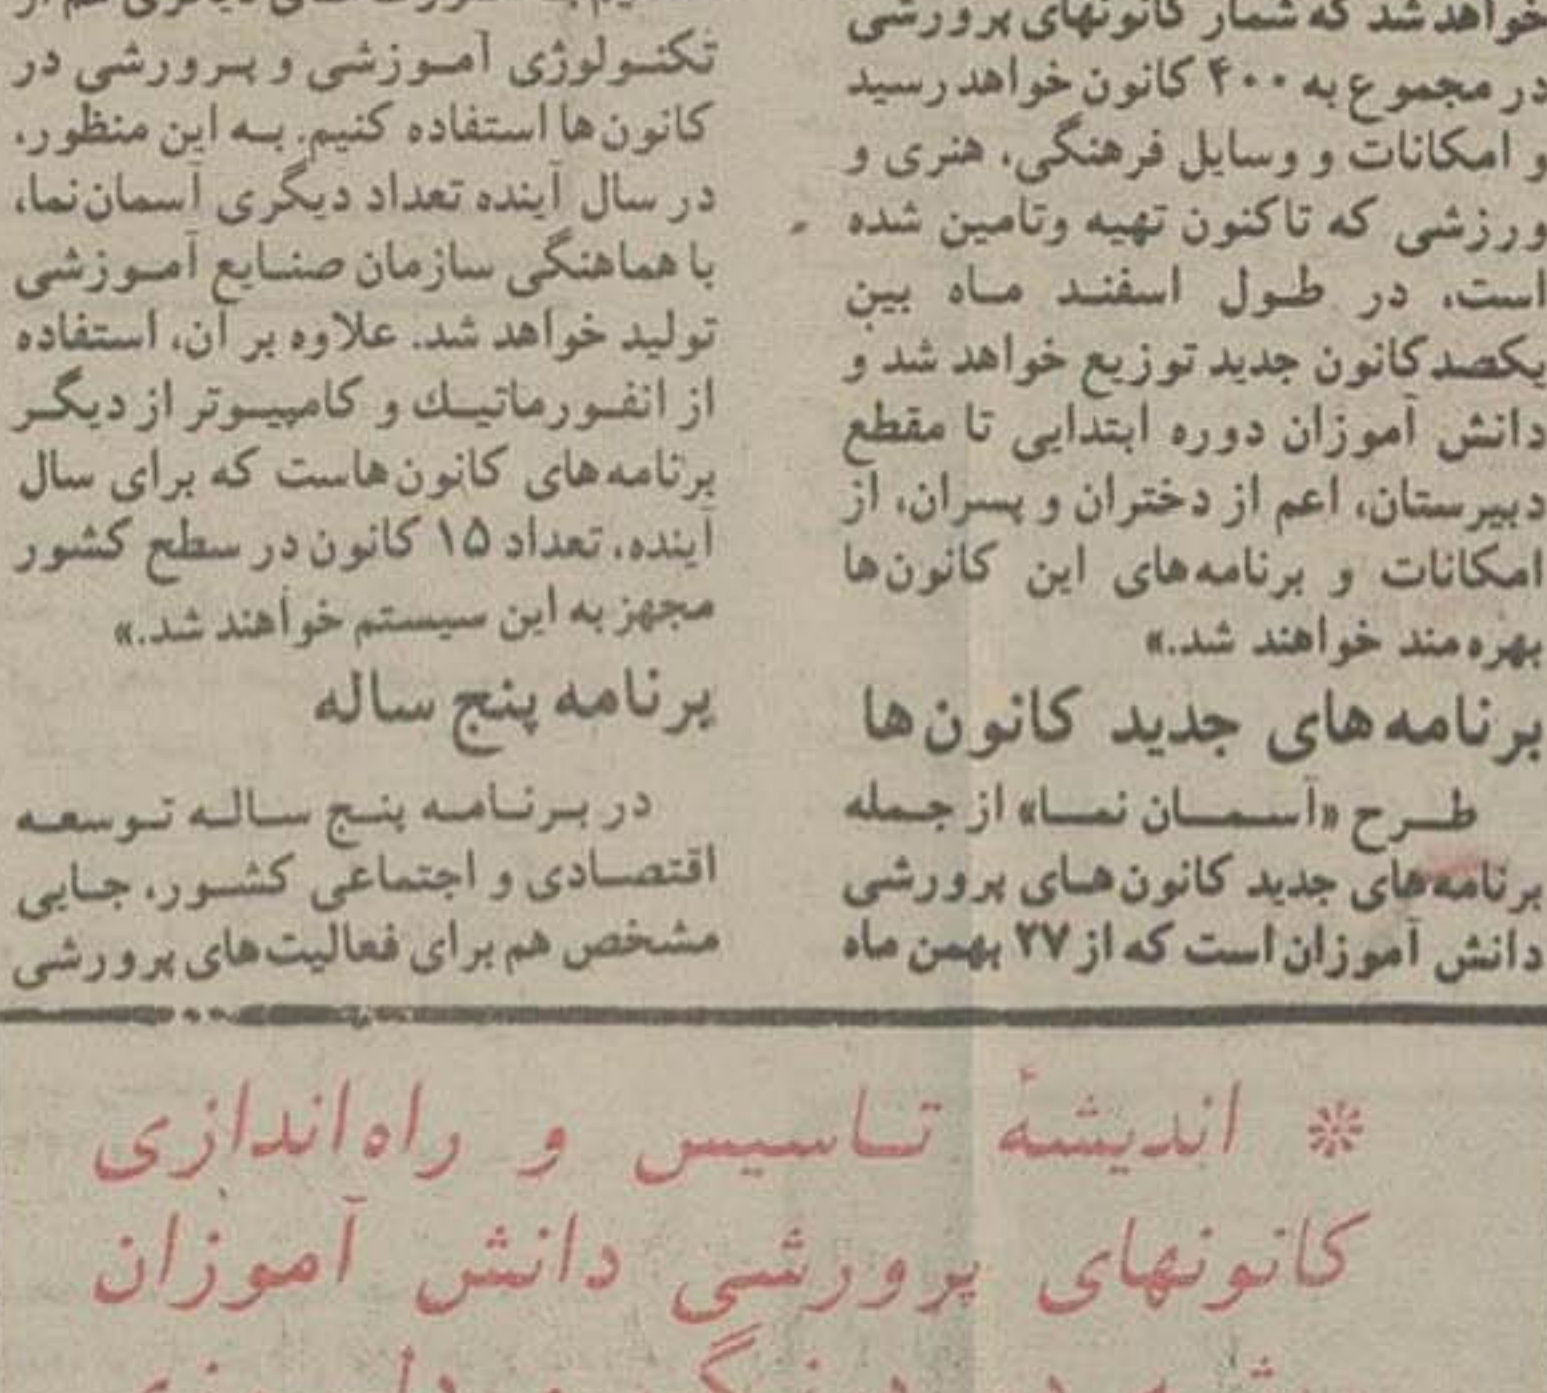 خواهد شد که شمار کانونهای پرورشی
در مجموع به ۴۰۰ کانون خواهد رسید
و امکانات و وسایل فرهنگی، هنری و
ورزشی که تاکنون تهیه وتامین شده
است، در طول اسفند ماه بین
یکصدکانون جدید توزیع خواهد شد و
دانش آموزان دوره ابتدایی تا مقطع
دبیرستان، اعم از دختران و پسران، از
امکانات و برنامه‌های این کانون‌ها
بهره‌مند خواهند شد.»
برنامه‌های جدید کانون‌ها
طرح «آسمان نما» از جمله
برنامه‌های جدید کانون‌های پرورشی
دانش آموزان است که از ۲۷ بهمن ماه
تکنولوژی آموزشی و پرورشی در
کانون‌ها استفاده کنیم. به این منظور،
در سال آینده تعداد دیگری آسمان‌نما،
با هماهنگی سازمان صنایع آموزشی
تولید خواهد شد. علاوه بر آن، استفاده
از انفورماتیك و کامپیوتر از دیگر
برنامه‌های کانون‌هاست که برای سال
آینده، تعداد ۱۵ کانون در سطح کشور
مجهز به این سیستم خواهند شد.»
برنامه پنج ساله
در برنامه پنج ساله توسعه
اقتصادی و اجتماعی کشور، جایی
مشخص هم برای فعالیت‌های پرورشی
* اندیشهٔ تاسیس و راه‌اندازی
کانونهای پرورشی دانش آموزان